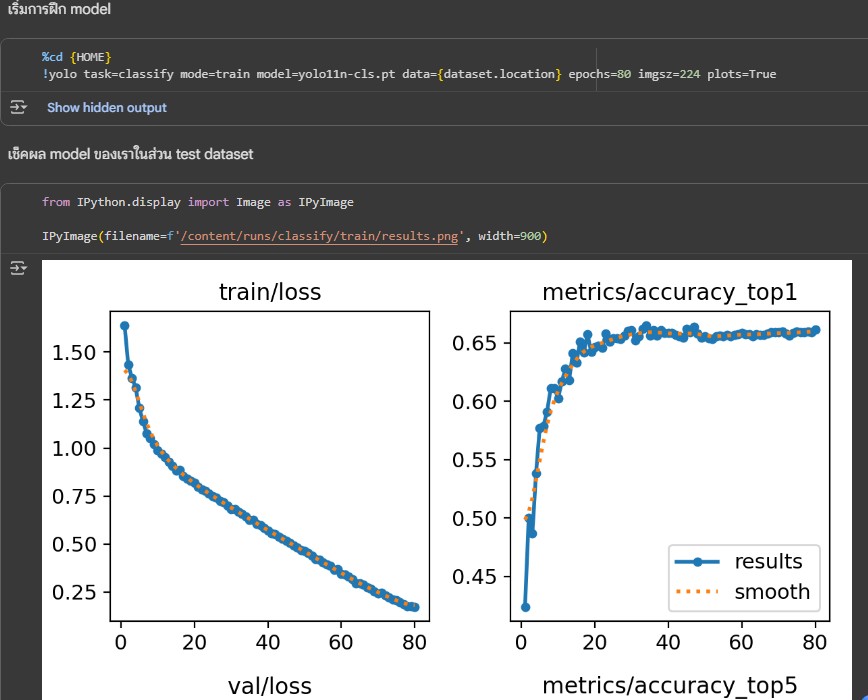 เริ่มการฝึก model
%cd {HOME}
!yolo task=classify mode=train model=yolo11n-cls.pt data={dataset.location} epochs=80 imgsz=224 plots=True
Show hidden output
เช็คผล model ของเราในส่วน test dataset
from IPython.display import Image as IPyImage
IPyImage(filename=f'/content/runs/classify/train/results.png', width=900)
train/loss
metrics/accuracy_top1
1.50
1.25
1.00
0.75
0.50
0.25
0 20 40 60 80
0.65
0.60
0.55
0.50
0.45
results
smooth
0 20 40 60 80
val/loss
metrics/accuracy_top5